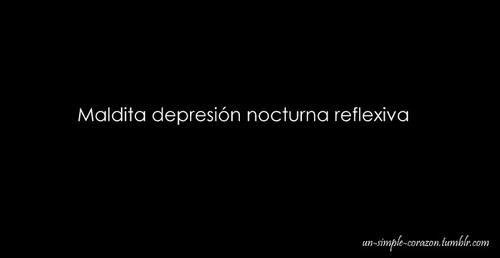 Maldita depresión nocturna reflexiva
un-simple-corazon.tumblr.com